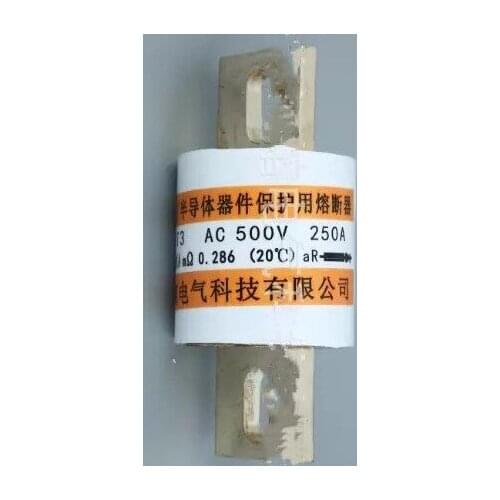 半导体器件保护用熔断器
T3 AC 500V 250A
mΩ 0.286 (20℃) aR
电气科技有限公司